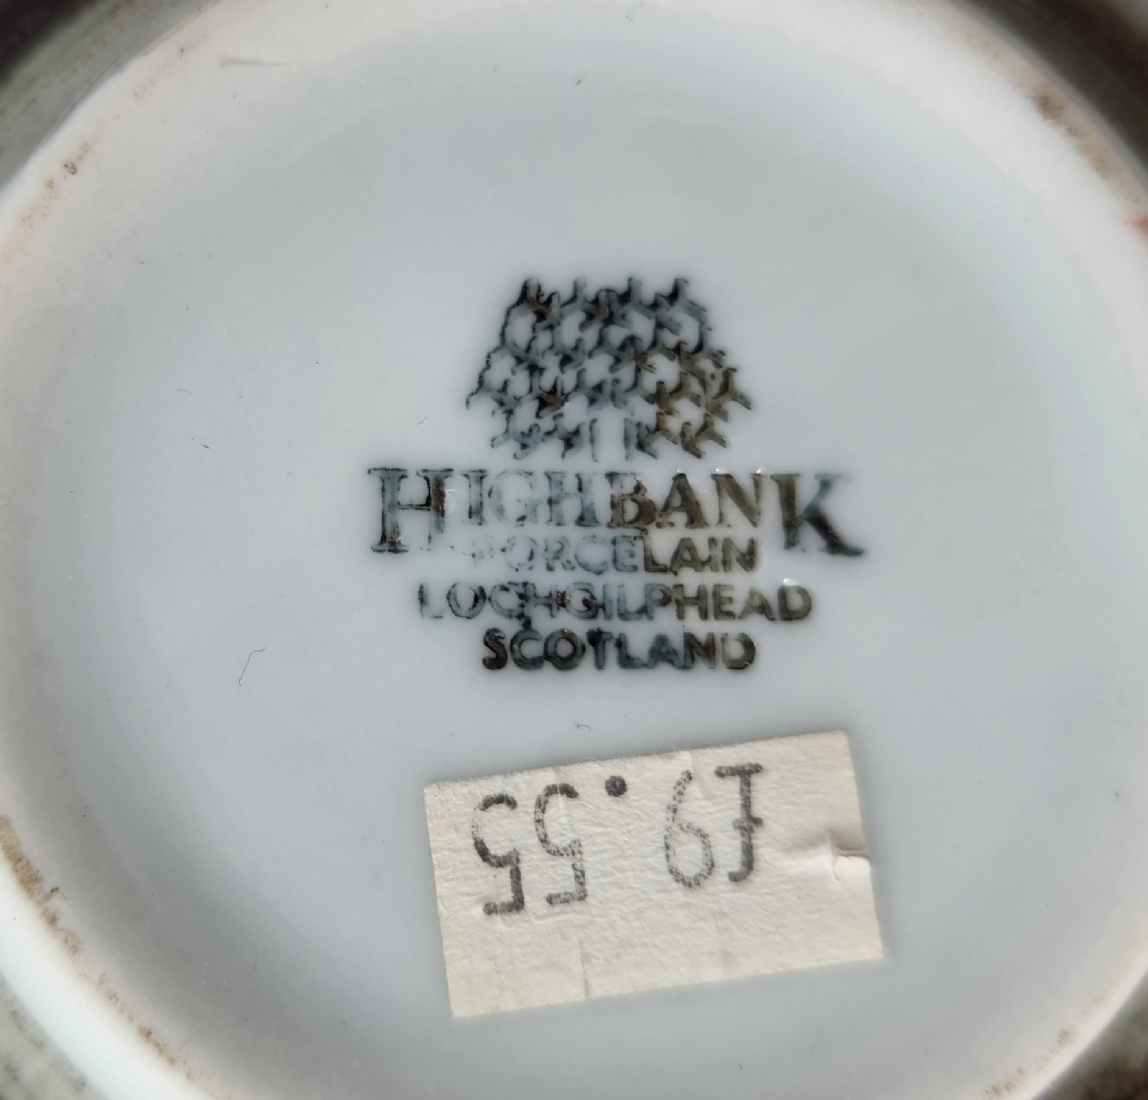 HIGHBANK
PORCELAIN
LOCHGILPHEAD
SCOTLAND
£9.55